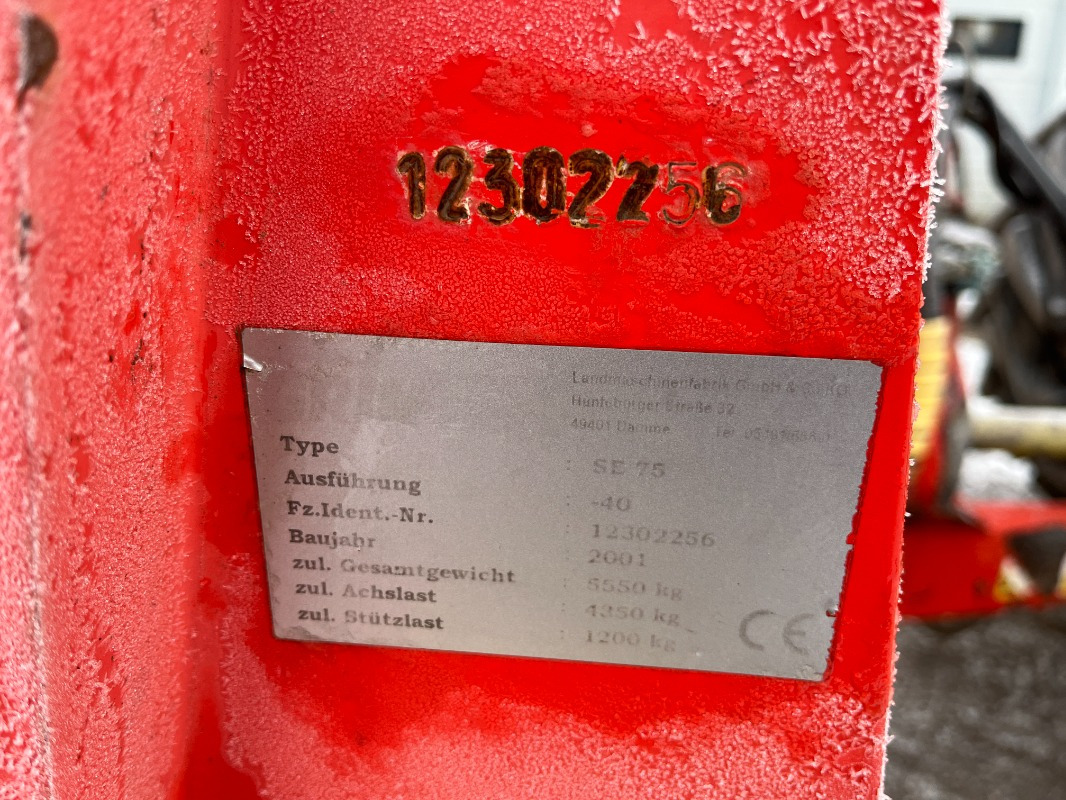 12302256
Landmaschinenfabrik GmbH & Co.KG
Hunteburger Straße 32
49401 Damme Tel.
Type : SE 75
Ausführung : -40
Fz.Ident.-Nr. : 12302256
Baujahr : 2001
zul. Gesamtgewicht : 5550 kg
zul. Achslast : 4350 kg
zul. Stützlast : 1200 kg
CE